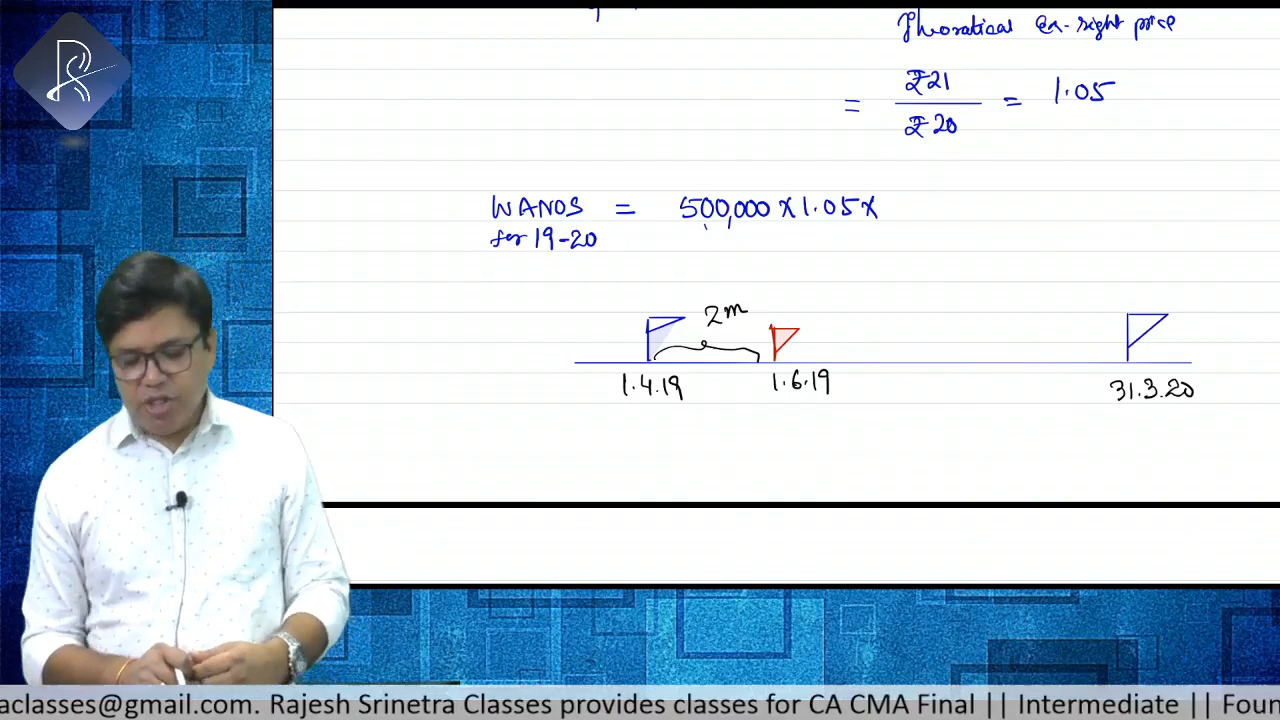 RS
Theoratical ex-right price
= ₹21 / ₹20 = 1.05
WANOS = 500,000 x 1.05 x
for 19-20
2m
1.4.19 1.6.19 31.3.20
aclasses@gmail.com. Rajesh Srinetra Classes provides classes for CA CMA Final || Intermediate || Foun